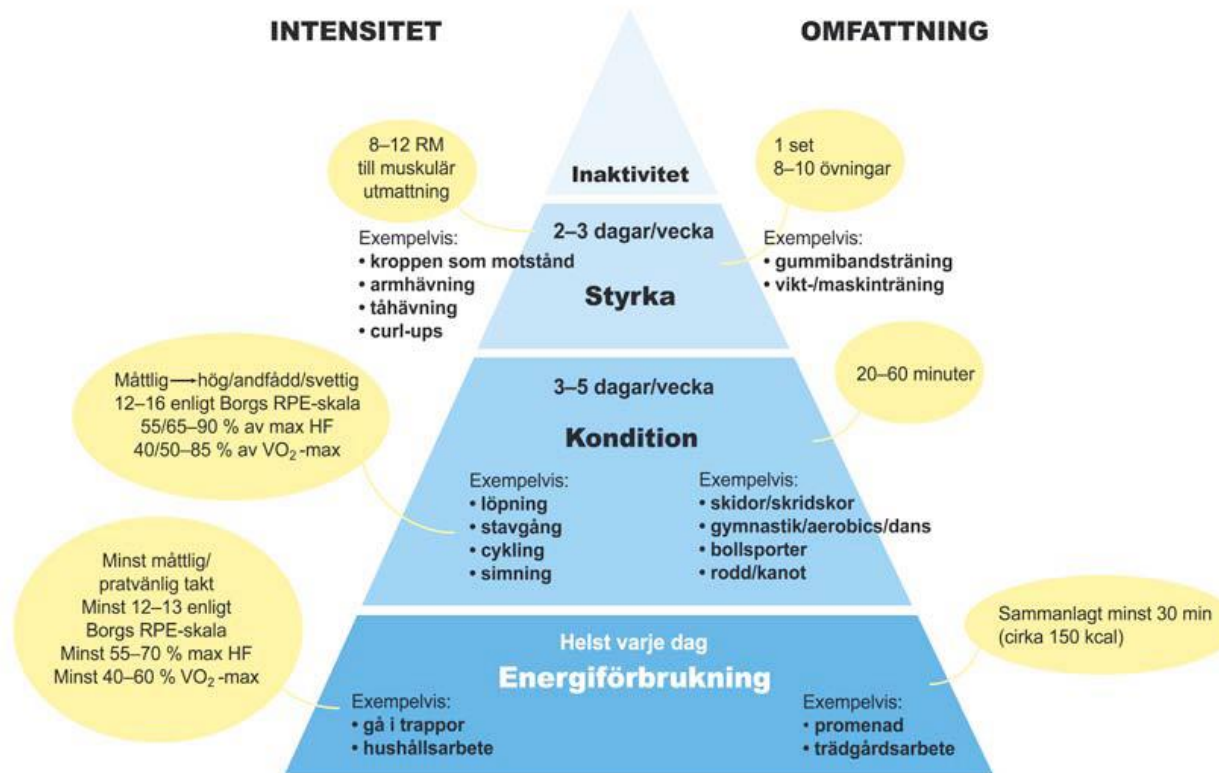 INTENSITET
OMFATTNING
8–12 RM
till muskulär
utmattning
1 set
8–10 övningar
Inaktivitet
2–3 dagar/vecka
Styrka
Exempelvis:
• kroppen som motstånd
• armhävning
• tåhävning
• curl-ups
Exempelvis:
• gummibandsträning
• vikt-/maskinträning
Måttlig→hög/andfådd/svettig
12–16 enligt Borgs RPE-skala
55/65–90 % av max HF
40/50–85 % av VO₂-max
20–60 minuter
3–5 dagar/vecka
Kondition
Exempelvis:
• löpning
• stavgång
• cykling
• simning
Exempelvis:
• skidor/skridskor
• gymnastik/aerobics/dans
• bollsporter
• rodd/kanot
Minst måttlig/
pratvänlig takt
Minst 12–13 enligt
Borgs RPE-skala
Minst 55–70 % max HF
Minst 40–60 % VO₂-max
Sammanlagt minst 30 min
(cirka 150 kcal)
Helst varje dag
Energiförbrukning
Exempelvis:
• gå i trappor
• hushållsarbete
Exempelvis:
• promenad
• trädgårdsarbete